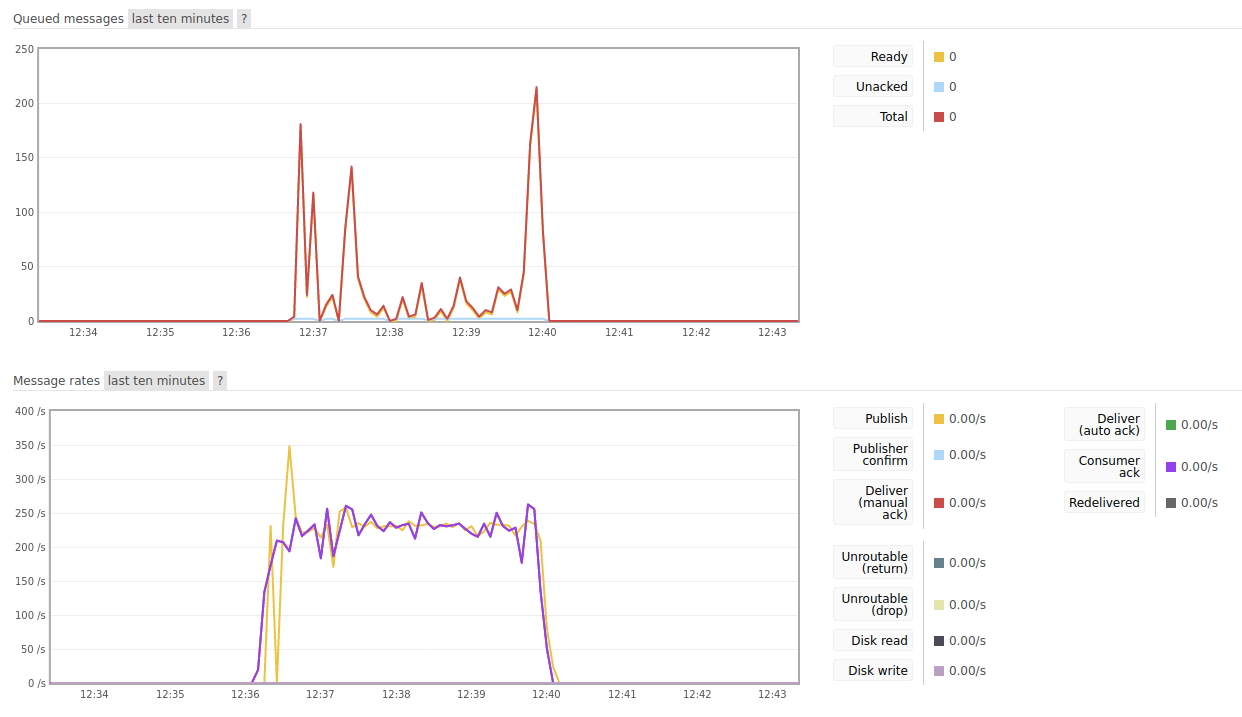 Queued messages last ten minutes ?
250
200
150
100
50
0
12:34 12:35 12:36 12:37 12:38 12:39 12:40 12:41 12:42 12:43
Ready 0
Unacked 0
Total 0
Message rates last ten minutes ?
400 /s
350 /s
300 /s
250 /s
200 /s
150 /s
100 /s
50 /s
0 /s
12:34 12:35 12:36 12:37 12:38 12:39 12:40 12:41 12:42 12:43
Publish 0.00/s
Publisher
confirm 0.00/s
Deliver
(manual 0.00/s
ack)
Deliver
(auto ack) 0.00/s
Consumer
ack 0.00/s
Redelivered 0.00/s
Unroutable
(return) 0.00/s
Unroutable
(drop) 0.00/s
Disk read 0.00/s
Disk write 0.00/s